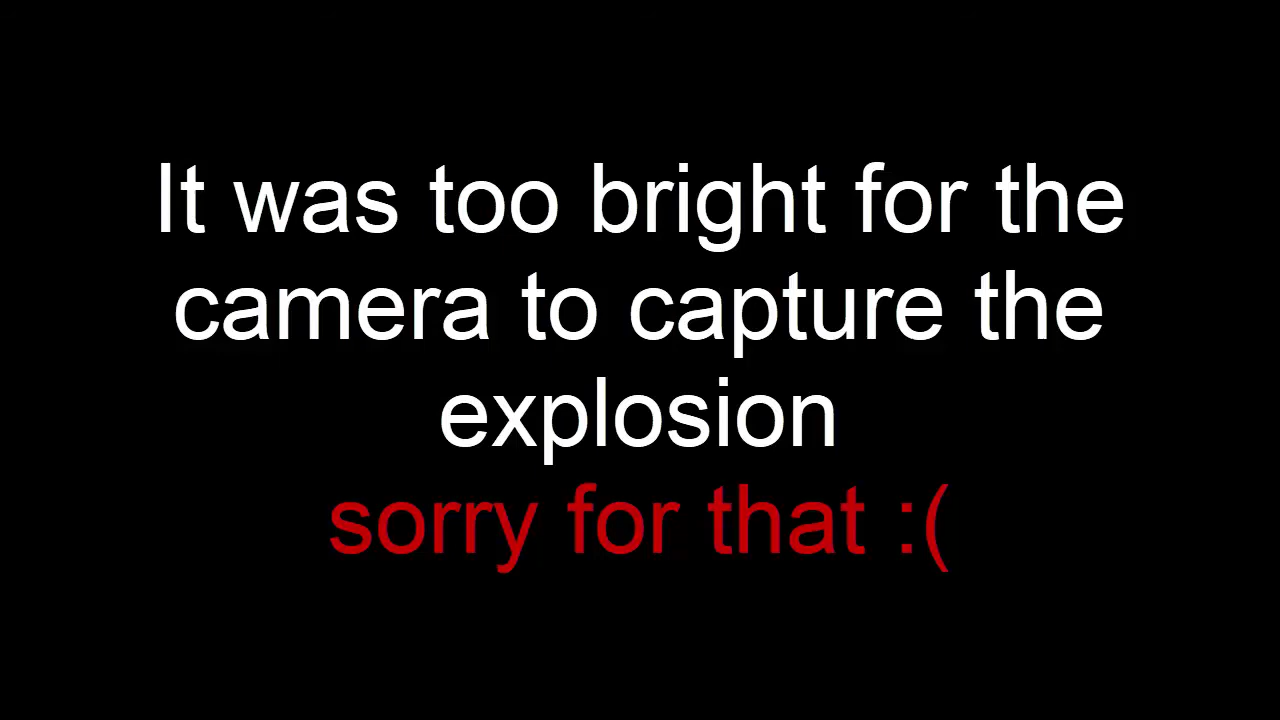 It was too bright for the
camera to capture the
explosion
sorry for that :(